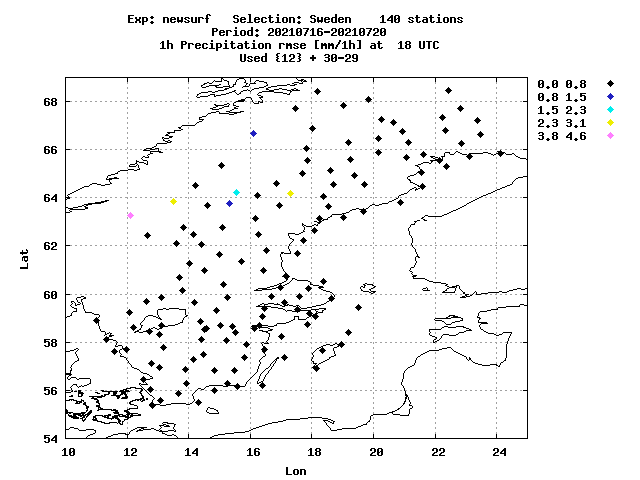 Exp: newsurf   Selection: Sweden    140 stations
Period: 20210716-20210720
1h Precipitation rmse [mm/1h] at  18 UTC
Used {12} + 30-29
0.0 0.8
0.8 1.5
1.5 2.3
2.3 3.1
3.8 4.6
68
66
64
62
60
58
56
54
Lat
10 12 14 16 18 20 22 24
Lon